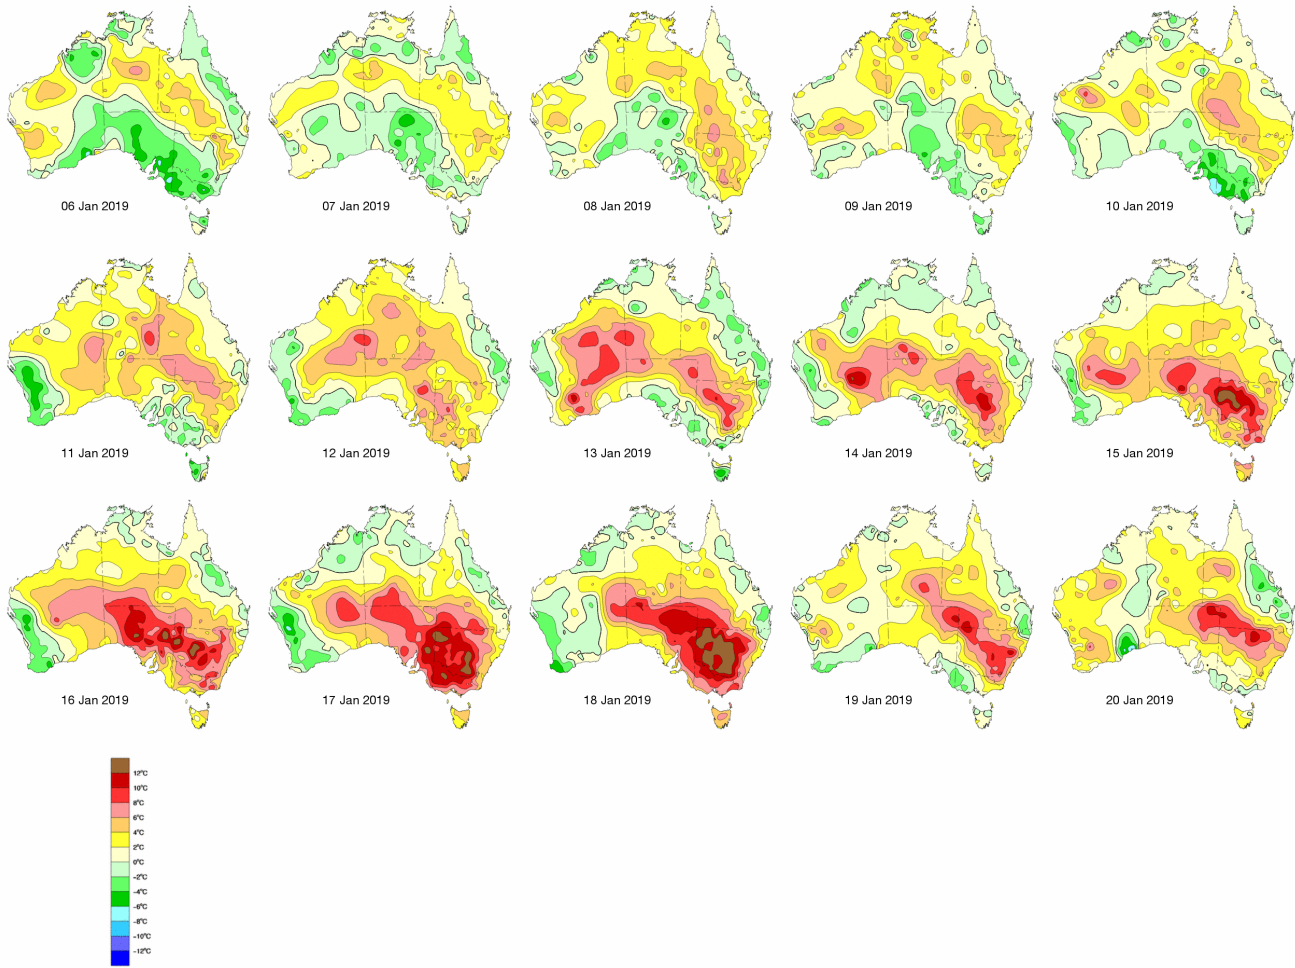 06 Jan 2019
07 Jan 2019
08 Jan 2019
09 Jan 2019
10 Jan 2019
11 Jan 2019
12 Jan 2019
13 Jan 2019
14 Jan 2019
15 Jan 2019
16 Jan 2019
17 Jan 2019
18 Jan 2019
19 Jan 2019
20 Jan 2019
12°C
10°C
8°C
6°C
4°C
2°C
0°C
-2°C
-4°C
-6°C
-8°C
-10°C
-12°C